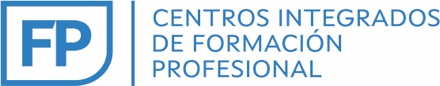 FP
CENTROS INTEGRADOS
DE FORMACIÓN
PROFESIONAL